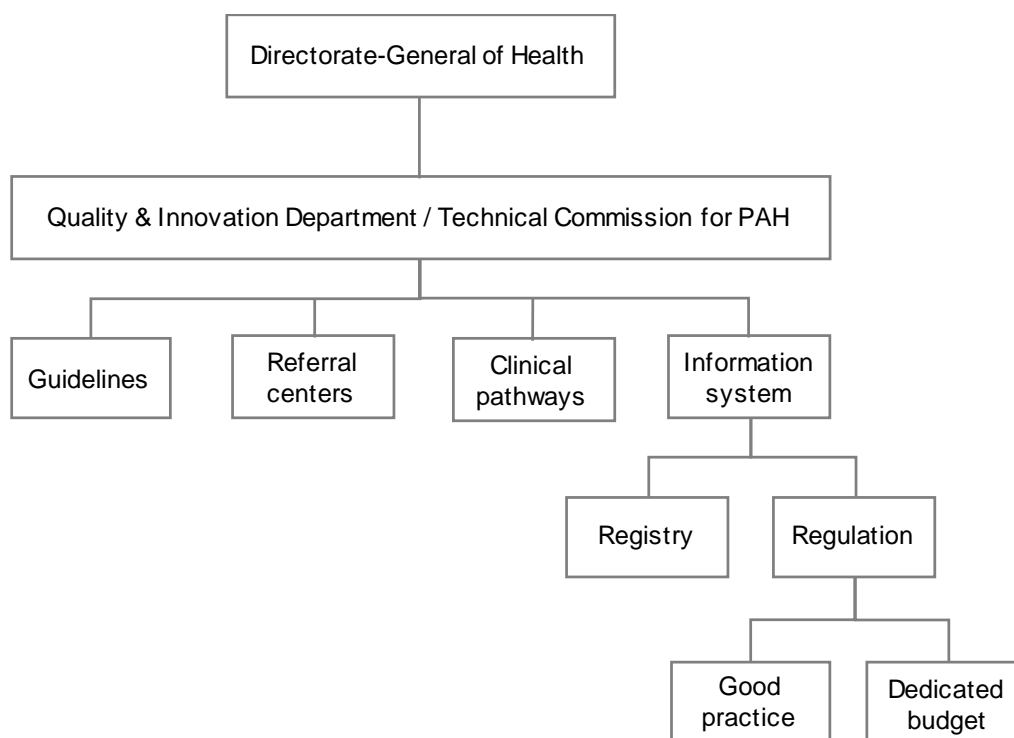 Directorate-General of Health
Quality & Innovation Department / Technical Commission for PAH
Guidelines
Referral
centers
Clinical
pathways
Information
system
Registry
Regulation
Good
practice
Dedicated
budget